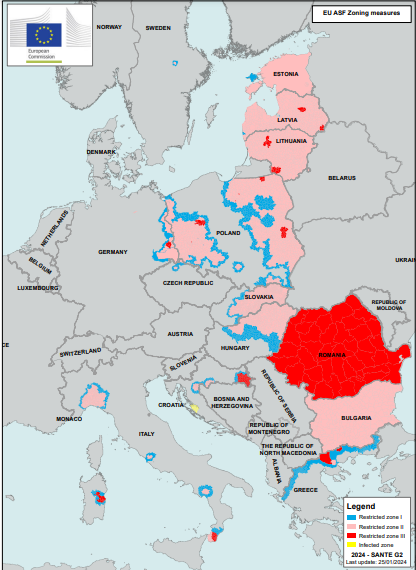 EU ASF Zoning measures
European
Commission
NORWAY
SWEDEN
ESTONIA
LATVIA
LITHUANIA
DENMARK
BELARUS
NETHERLANDS
BELGIUM
LUXEMBOURG
GERMANY
POLAND
UKRAI
CZECH REPUBLIC
SLOVAKIA
REPUBLIC OF
MOLDOVA
CE
SWITZERLAND
AUSTRIA
HUNGARY
ROMANIA
SLOVENIA
CROATIA
BOSNIA AND
HERZEGOVINA
REPUBLIC OF SERBIA
MONACO
ITALY
REPUBLIC OF
MONTENEGRO
BULGARIA
THE REPUBLIC OF
NORTH MACEDONIA
ALBANIA
GREECE
Legend
Restricted zone I
Restricted zone II
Restricted zone III
Infected zone
2024 - SANTE G2
Last update: 25/01/2024